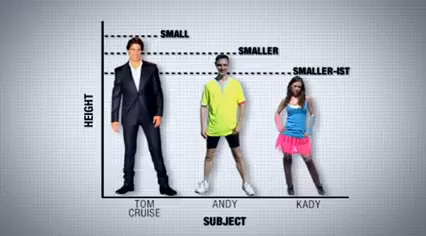 SMALL
SMALLER
SMALLER-IST
HEIGHT
TOM
CRUISE
ANDY
KADY
SUBJECT